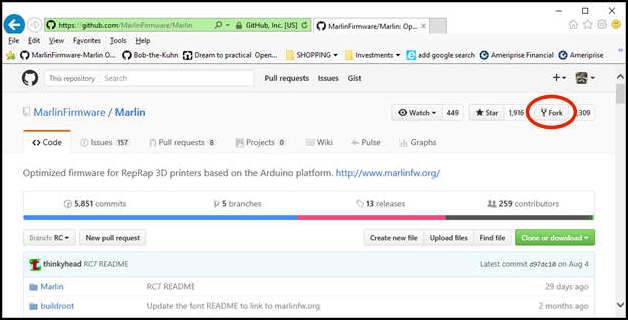 https://github.com/MarlinFirmware/Marlin
GitHub, Inc. [US]
MarlinFirmware/Marlin: Op...
File Edit View Favorites Tools Help
MarlinFirmware-Marlin O... Bob-the-Kuhn Dream to practical Open... SHOPPING Investments add google search Ameriprise Financial Ameriprise
This repository Search Pull requests Issues Gist
MarlinFirmware / Marlin Watch 449 Star 1,916 Fork ,309
Code Issues 157 Pull requests 8 Projects 0 Wiki Pulse Graphs
Optimized firmware for RepRap 3D printers based on the Arduino platform. http://www.marlinfw.org/
5,851 commits 5 branches 13 releases 259 contributors
Branch: RC New pull request Create new file Upload files Find file Clone or download
thinkyhead RC7 README Latest commit d97dc10 on Aug 4
Marlin RC7 README 29 days ago
buildroot Update the font README to link to marlinfw.org 2 months ago